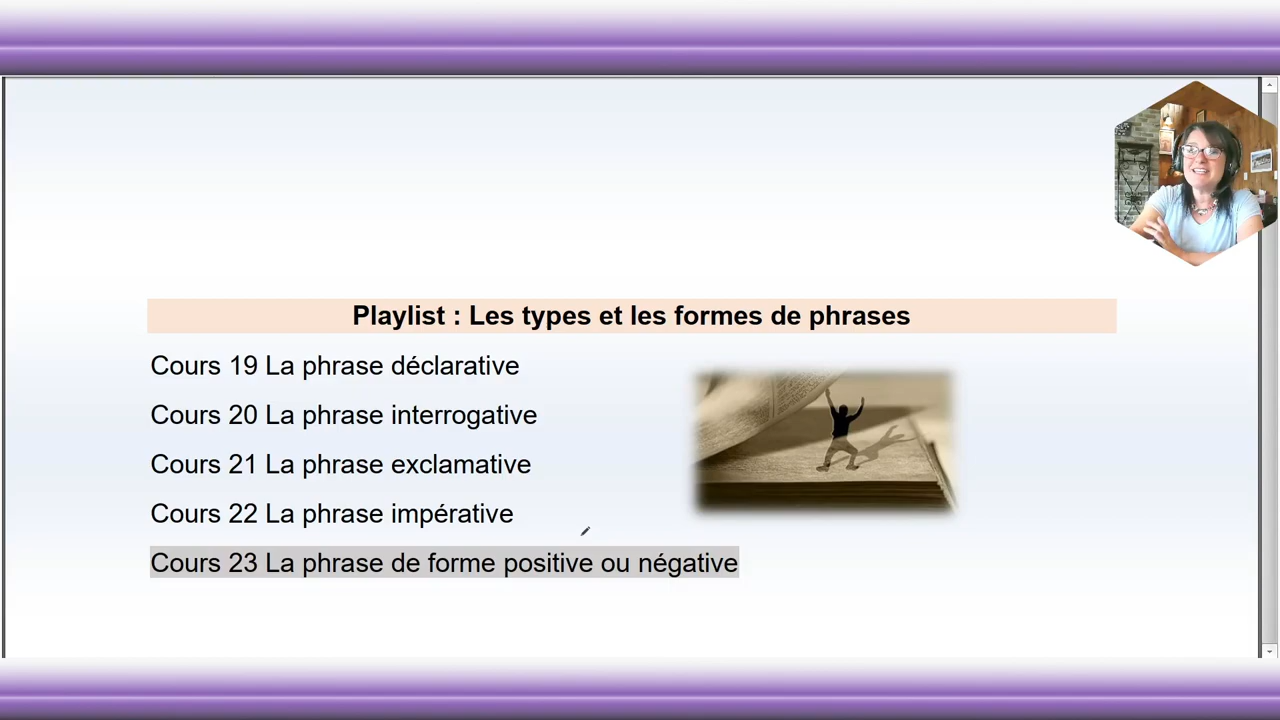 Playlist : Les types et les formes de phrases
Cours 19 La phrase déclarative
Cours 20 La phrase interrogative
Cours 21 La phrase exclamative
Cours 22 La phrase impérative
Cours 23 La phrase de forme positive ou négative